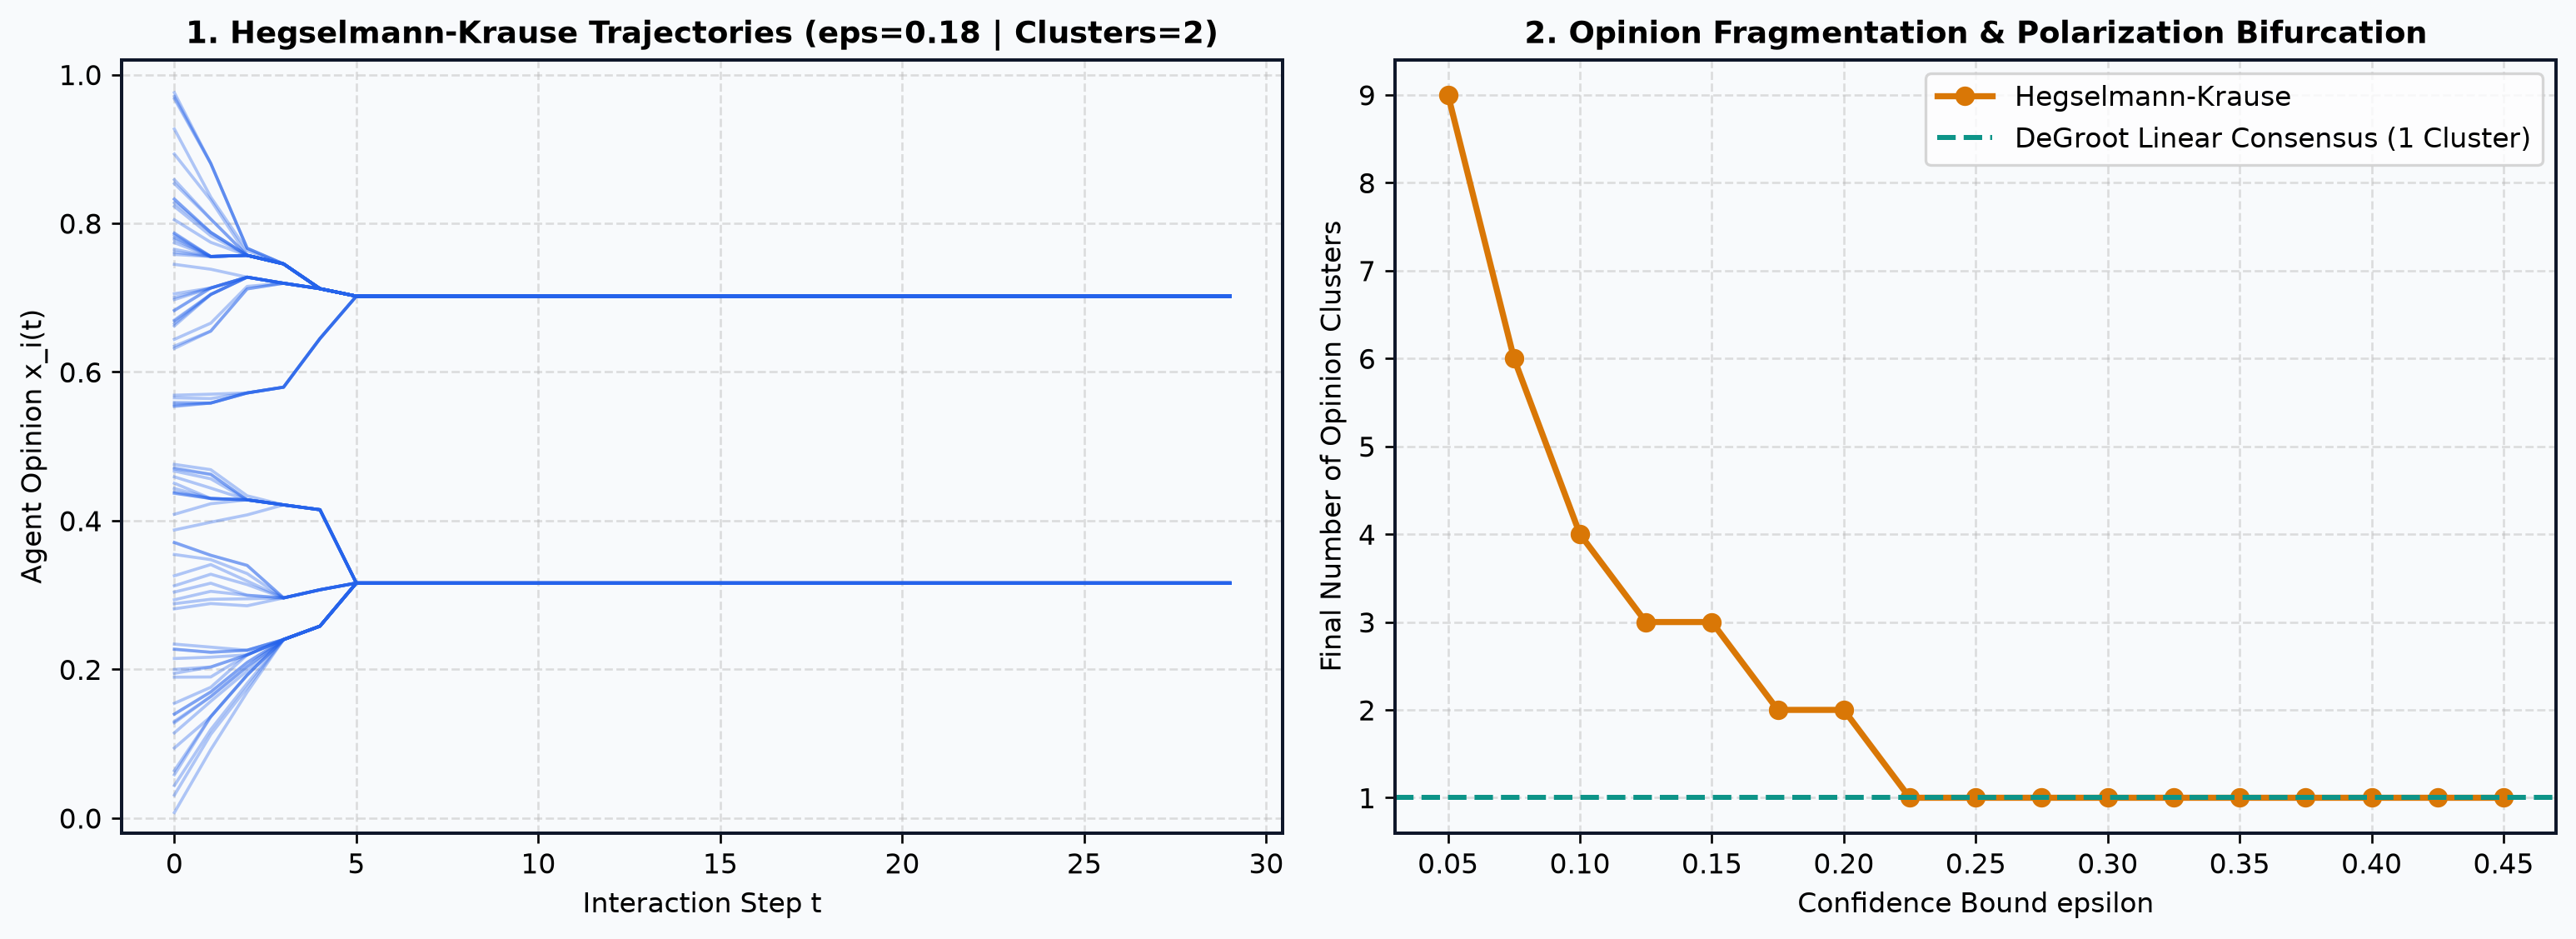 1. Hegselmann-Krause Trajectories (eps=0.18 | Clusters=2)
1.0
0.8
0.6
0.4
0.2
0.0
Agent Opinion x_i(t)
0 5 10 15 20 25 30
Interaction Step t
2. Opinion Fragmentation & Polarization Bifurcation
Hegselmann-Krause
DeGroot Linear Consensus (1 Cluster)
9
8
7
6
5
4
3
2
1
Final Number of Opinion Clusters
0.05 0.10 0.15 0.20 0.25 0.30 0.35 0.40 0.45
Confidence Bound epsilon